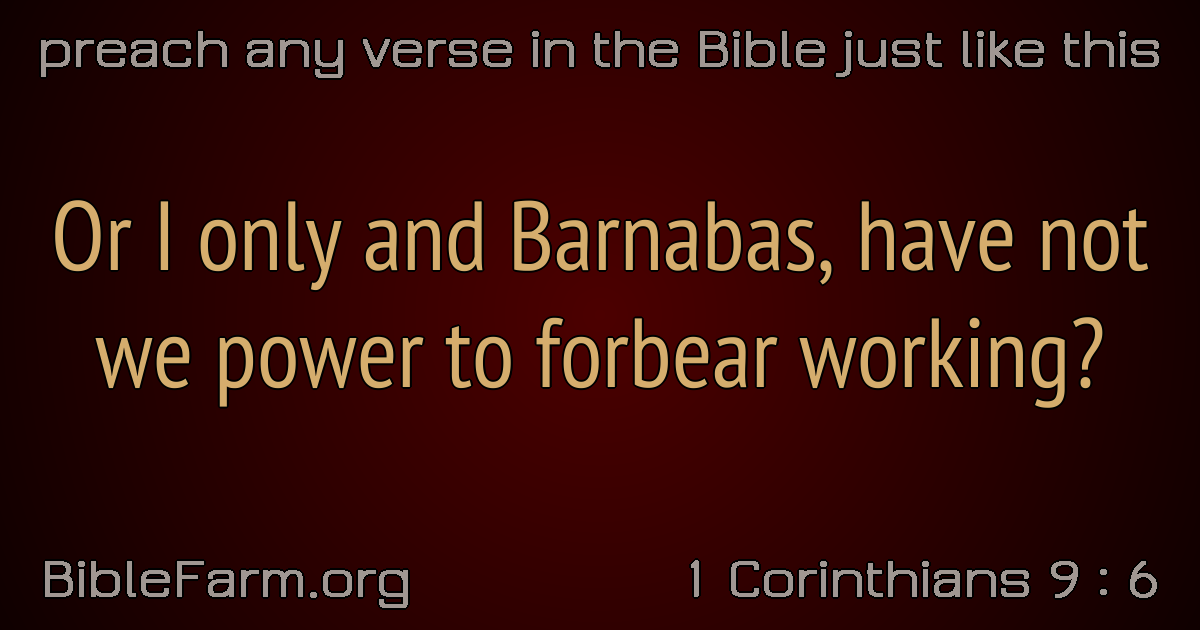 preach any verse in the Bible just like this
Or I only and Barnabas, have not
we power to forbear working?
BibleFarm.org
1 Corinthians 9 : 6